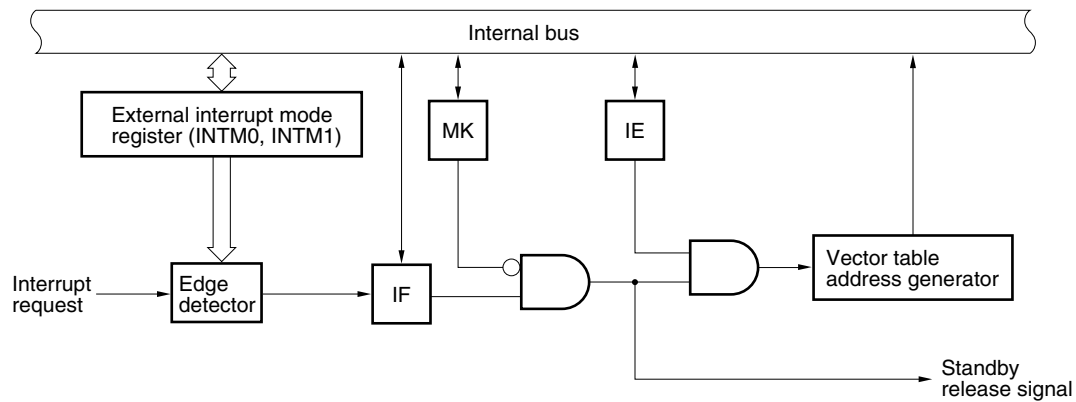 Internal bus
External interrupt mode
register (INTM0, INTM1)
MK
IE
Interrupt
request
Edge
detector
IF
Vector table
address generator
Standby
release signal